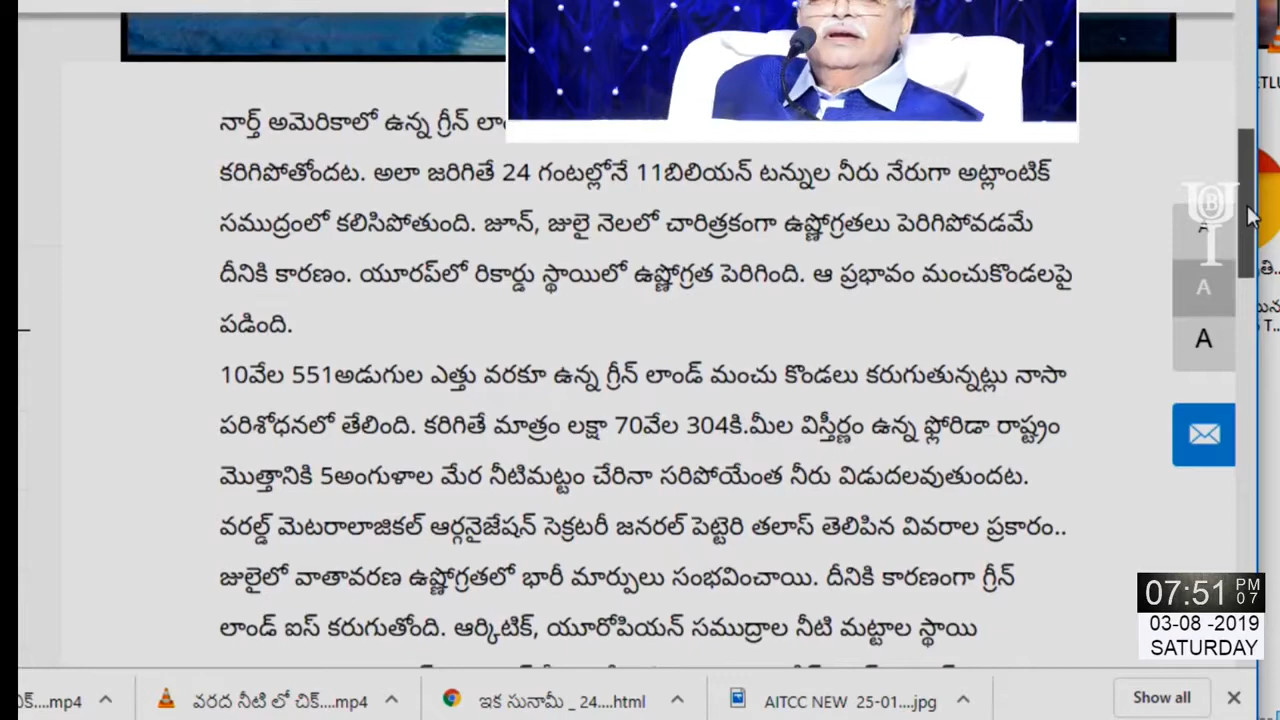 నార్త్ అమెరికాలో ఉన్న గ్రీన్
కరిగిపోతోందట. అలా జరిగితే 24 గంటల్లోనే 11బిలియన్ టన్నుల నీరు నేరుగా అట్లాంటిక్
సముద్రంలో కలిసిపోతుంది. జూన్, జులై నెలలో చారిత్రకంగా ఉష్ణోగ్రతలు పెరిగిపోవడమే
దీనికి కారణం. యూరప్‌లో రికార్డు స్థాయిలో ఉష్ణోగ్రత పెరిగింది. ఆ ప్రభావం మంచుకొండలపై
పడింది.
10వేల 551అడుగుల ఎత్తు వరకూ ఉన్న గ్రీన్ లాండ్ మంచు కొండలు కరుగుతున్నట్లు నాసా
పరిశోధనలో తేలింది. కరిగితే మాత్రం లక్షా 70వేల 304కి.మీల విస్తీర్ణం ఉన్న ఫ్లోరిడా రాష్ట్రం
మొత్తానికి 5అంగుళాల మేర నీటిమట్టం చేరినా సరిపోయేంత నీరు విడుదలవుతుందట.
వరల్డ్ మెటరాలాజికల్ ఆర్గనైజేషన్ సెక్రటరీ జనరల్ పెట్టెరి తలాస్ తెలిపిన వివరాల ప్రకారం..
జులైలో వాతావరణ ఉష్ణోగ్రతలో భారీ మార్పులు సంభవించాయి. దీనికి కారణంగా గ్రీన్
లాండ్ ఐస్ కరుగుతోంది. ఆర్కిటిక్, యూరోపియన్ సముద్రాల నీటి మట్టాల స్థాయి
A
A
07:51 PM 07
03-08 -2019
SATURDAY
చిక్....mp4
వరద నీటి లో చిక్....mp4
ఇక సునామీ _ 24....html
AITCC NEW 25-01....jpg
Show all